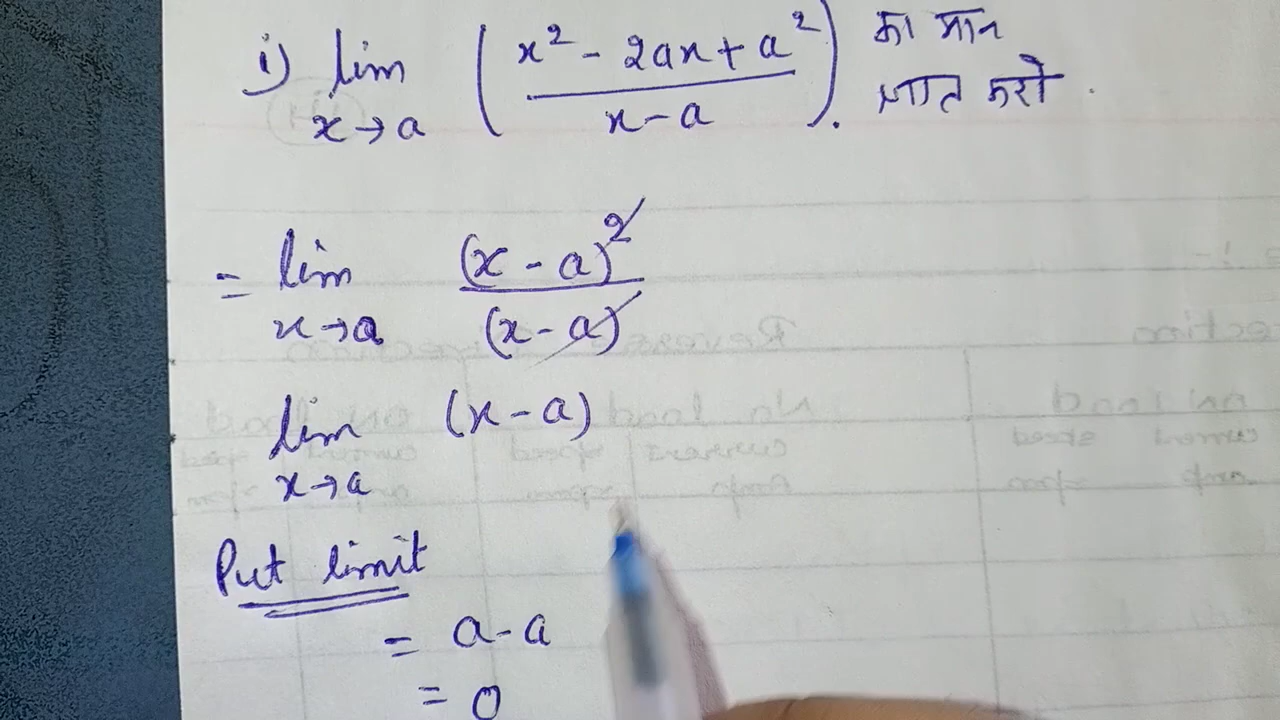 i) lim x→a ( x² - 2ax + a² / x - a ). का मान
ज्ञात करो .
= lim x→a (x - a)² / (x - a)
lim x→a (x - a)
Put limit
= a - a
= 0